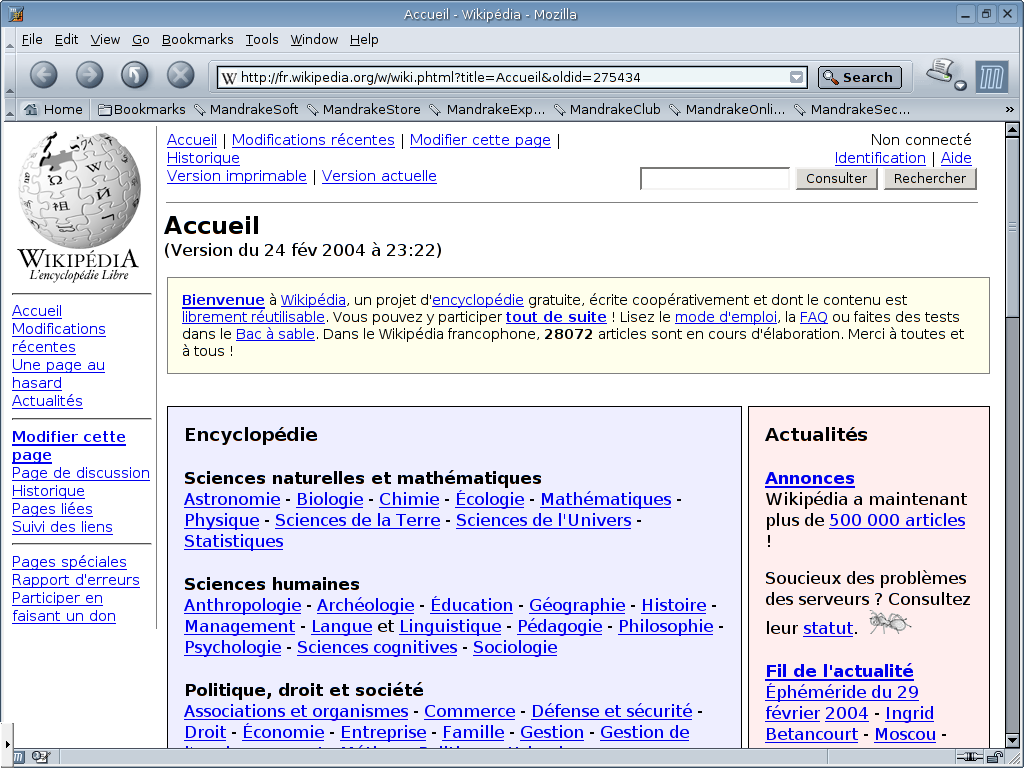 Accueil - Wikipédia - Mozilla
File Edit View Go Bookmarks Tools Window Help
http://fr.wikipedia.org/w/wiki.phtml?title=Accueil&oldid=275434 Search
Home Bookmarks MandrakeSoft MandrakeStore MandrakeExp... MandrakeClub MandrakeOnli... MandrakeSec... »
WIKIPÉDIA
L'encyclopédie Libre
Accueil
Modifications
récentes
Une page au
hasard
Actualités
Modifier cette
page
Page de discussion
Historique
Pages liées
Suivi des liens
Pages spéciales
Rapport d'erreurs
Participer en
faisant un don
Accueil | Modifications récentes | Modifier cette page |
Historique
Version imprimable | Version actuelle
Non connecté
Identification | Aide
Consulter Rechercher
Accueil
(Version du 24 fév 2004 à 23:22)
Bienvenue à Wikipédia, un projet d'encyclopédie gratuite, écrite coopérativement et dont le contenu est
librement réutilisable. Vous pouvez y participer tout de suite ! Lisez le mode d'emploi, la FAQ ou faites des tests
dans le Bac à sable. Dans le Wikipédia francophone, 28072 articles sont en cours d'élaboration. Merci à toutes et
à tous !
Encyclopédie
Sciences naturelles et mathématiques
Astronomie - Biologie - Chimie - Écologie - Mathématiques -
Physique - Sciences de la Terre - Sciences de l'Univers -
Statistiques
Sciences humaines
Anthropologie - Archéologie - Éducation - Géographie - Histoire -
Management - Langue et Linguistique - Pédagogie - Philosophie -
Psychologie - Sciences cognitives - Sociologie
Politique, droit et société
Associations et organismes - Commerce - Défense et sécurité -
Droit - Économie - Entreprise - Famille - Gestion - Gestion de
Actualités
Annonces
Wikipédia a maintenant
plus de 500 000 articles
!
Soucieux des problèmes
des serveurs ? Consultez
leur statut.
Fil de l'actualité
Éphéméride du 29
février 2004 - Ingrid
Betancourt - Moscou -